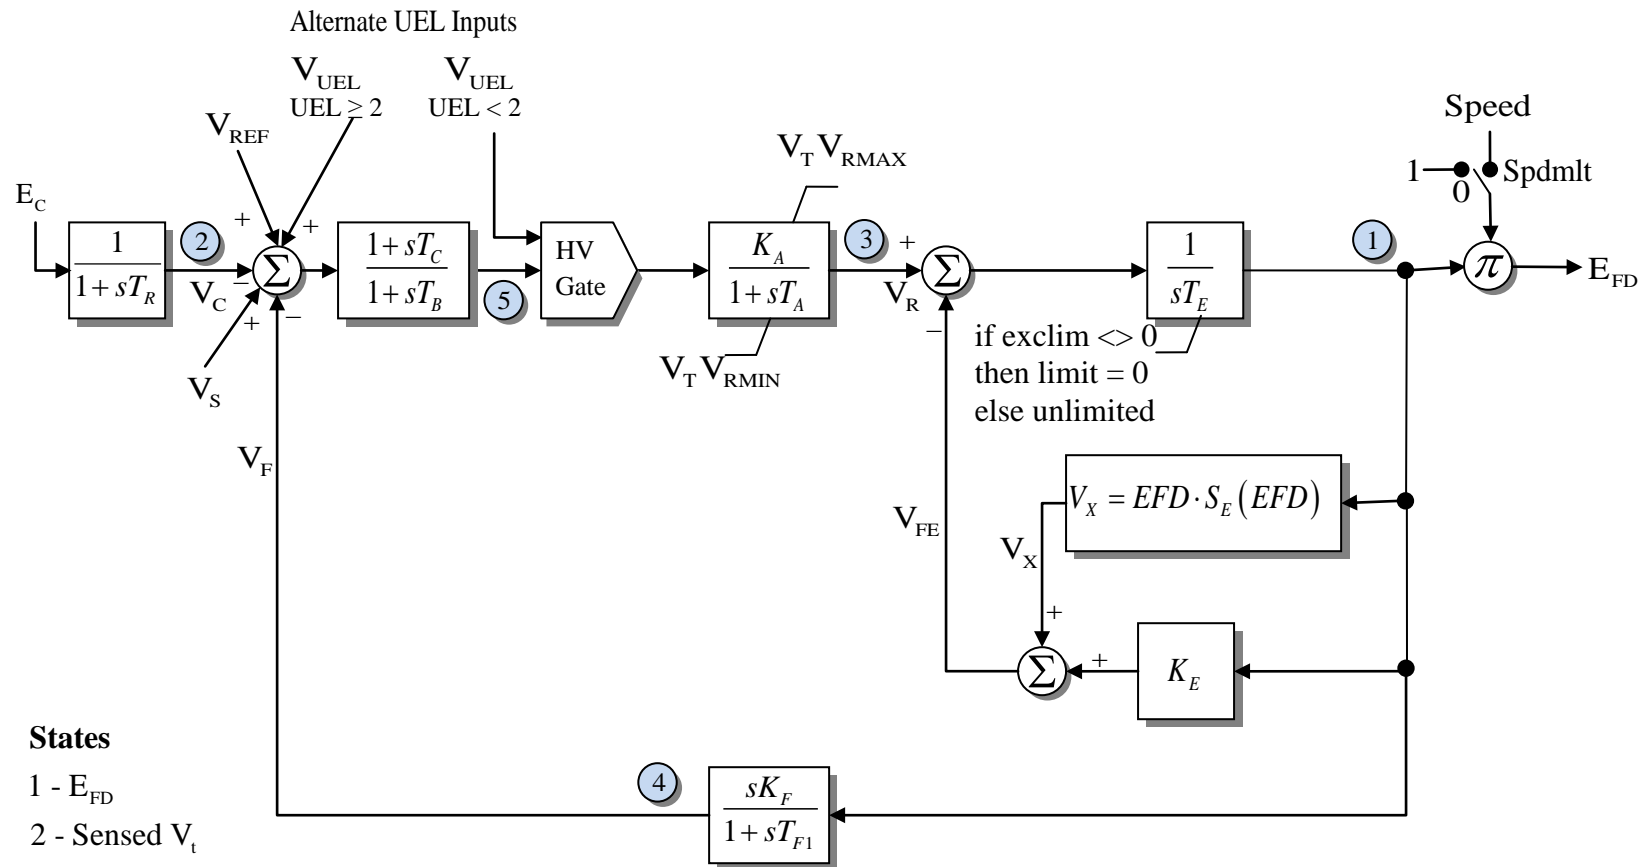 Alternate UEL Inputs
V_UEL
UEL ≥ 2
V_UEL
UEL < 2
V_REF
E_C
1
1 + sT_R
2
V_C
+
+
−
+
−
Σ
V_S
1 + sT_C
1 + sT_B
5
HV
Gate
V_T V_RMAX
K_A
1 + sT_A
V_T V_RMIN
3
V_R
+
−
Σ
1
sT_E
if exclim <> 0
then limit = 0
else unlimited
1
Speed
1
0
Spdmlt
π
E_FD
V_F
V_FE
V_X
V_X = EFD · S_E (EFD)
+
Σ
+
K_E
4
sK_F
1 + sT_F1
States
1 - E_FD
2 - Sensed V_t